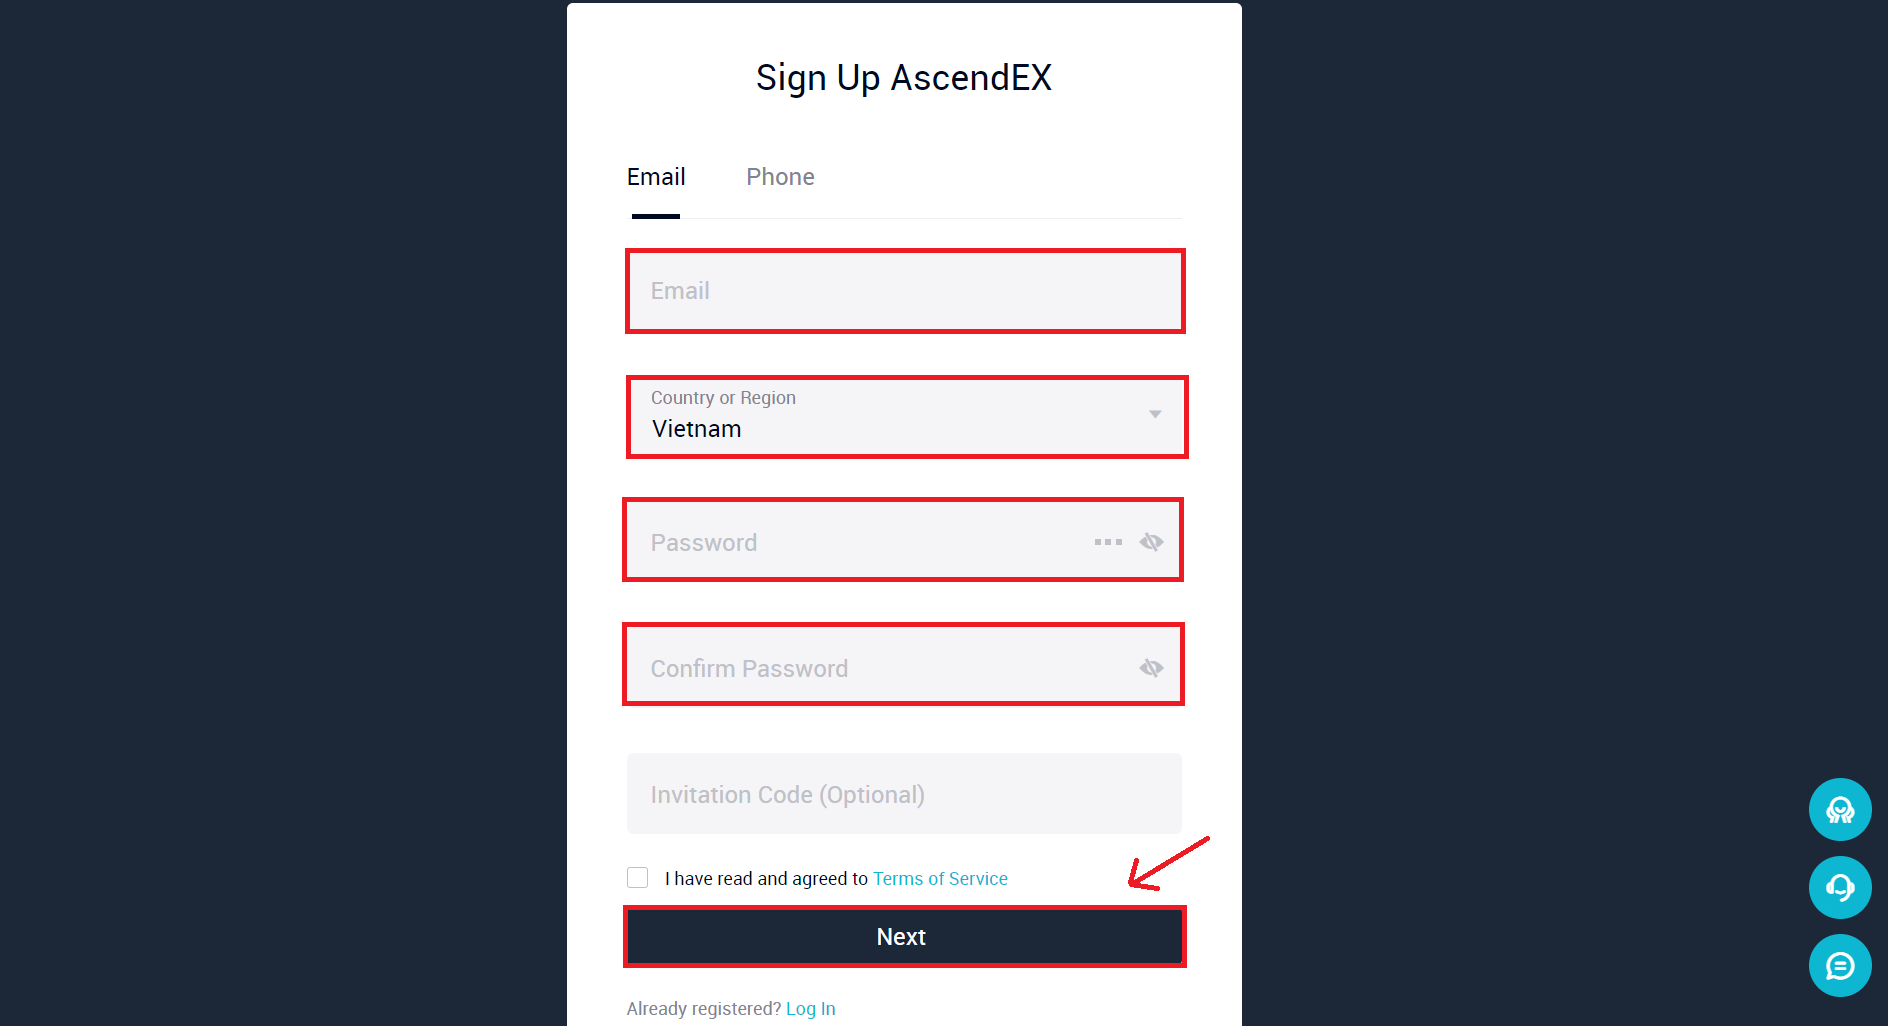 Sign Up AscendEX
Email Phone
Email
Country or Region
Vietnam
Password
Confirm Password
Invitation Code (Optional)
I have read and agreed to Terms of Service
Next
Already registered? Log In